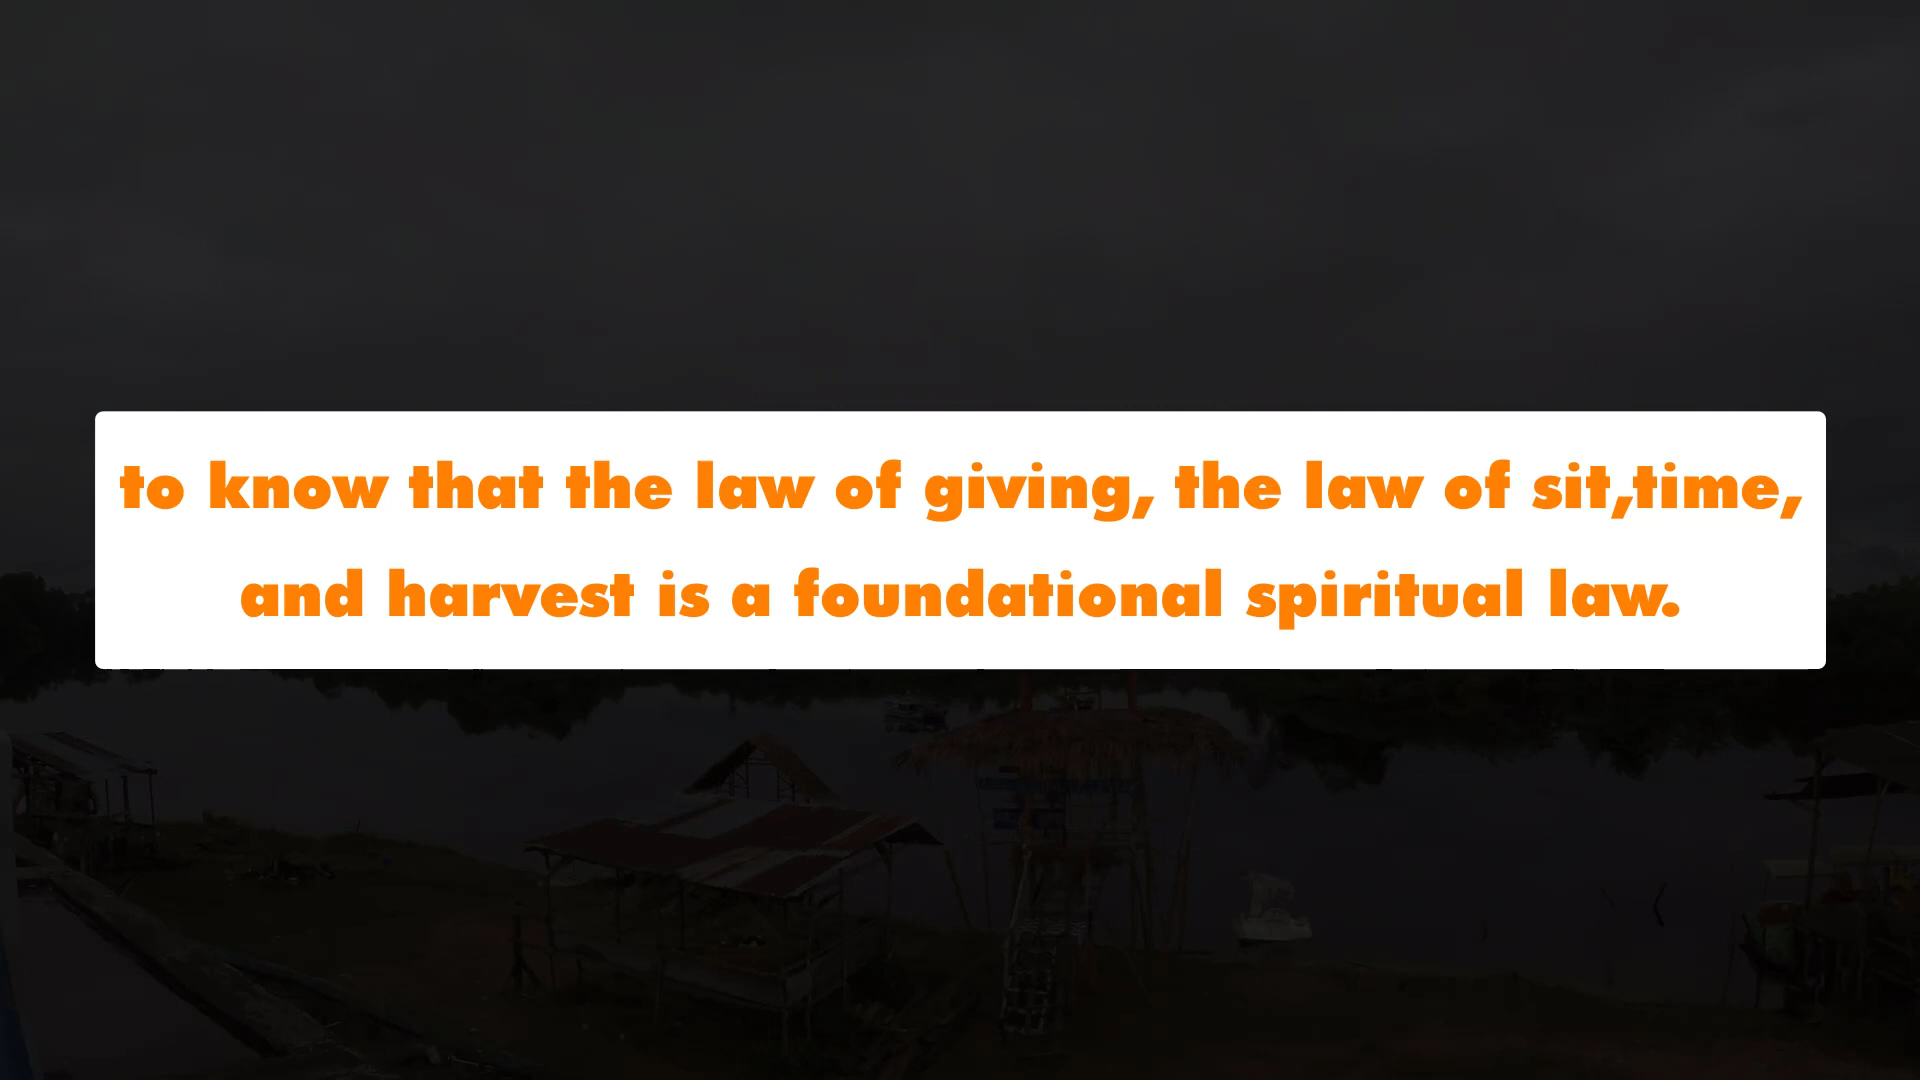 to know that the law of giving, the law of sit,time,
and harvest is a foundational spiritual law.